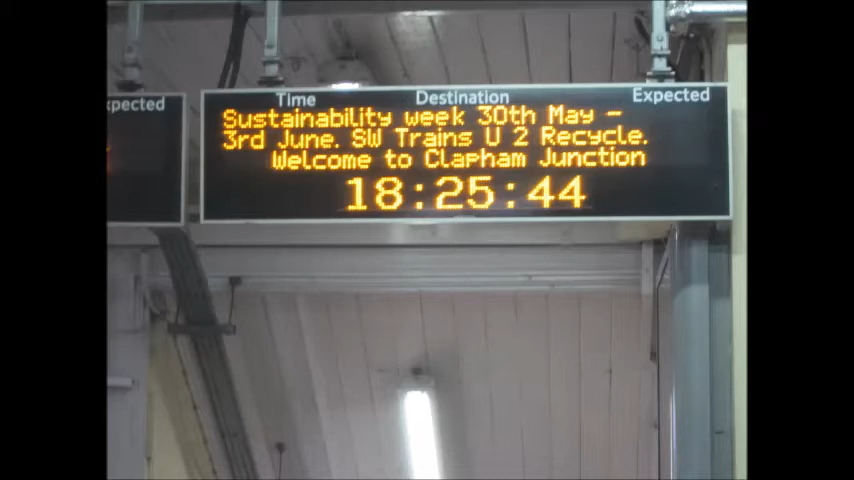 xpected
Time Destination Expected
Sustainability week 30th May -
3rd June. SW Trains U 2 Recycle.
Welcome to Clapham Junction
18:25:44